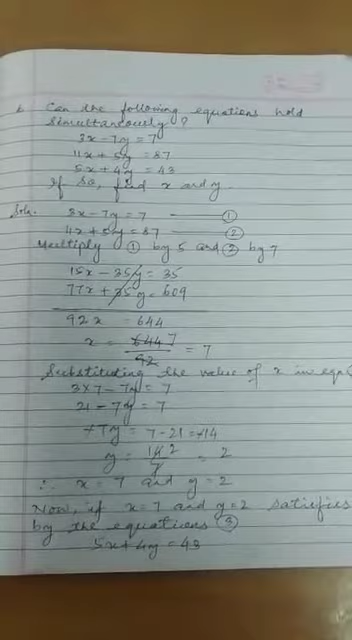 6. Can the following equations hold
simultaneously?
3x - 7y = 7
11x + 5y = 87
5x + 4y = 43
If so, find x and y.
Soln. 3x - 7y = 7 — ①
11x + 5y = 87 — ②
Multiply ① by 5 and ② by 7
15x - 35y = 35
77x + 35y = 609
92x = 644
x = 644/92 7 = 7
Substituting the value of x in eqn
3×7 - 7y = 7
21 - 7y = 7
+7y = 7 - 21 = +14
y = 14/7 2 = 2
∴ x = 7 and y = 2
Now, if x = 7 and y = 2 satisfies
by the equations ③
5x + 4y = 43